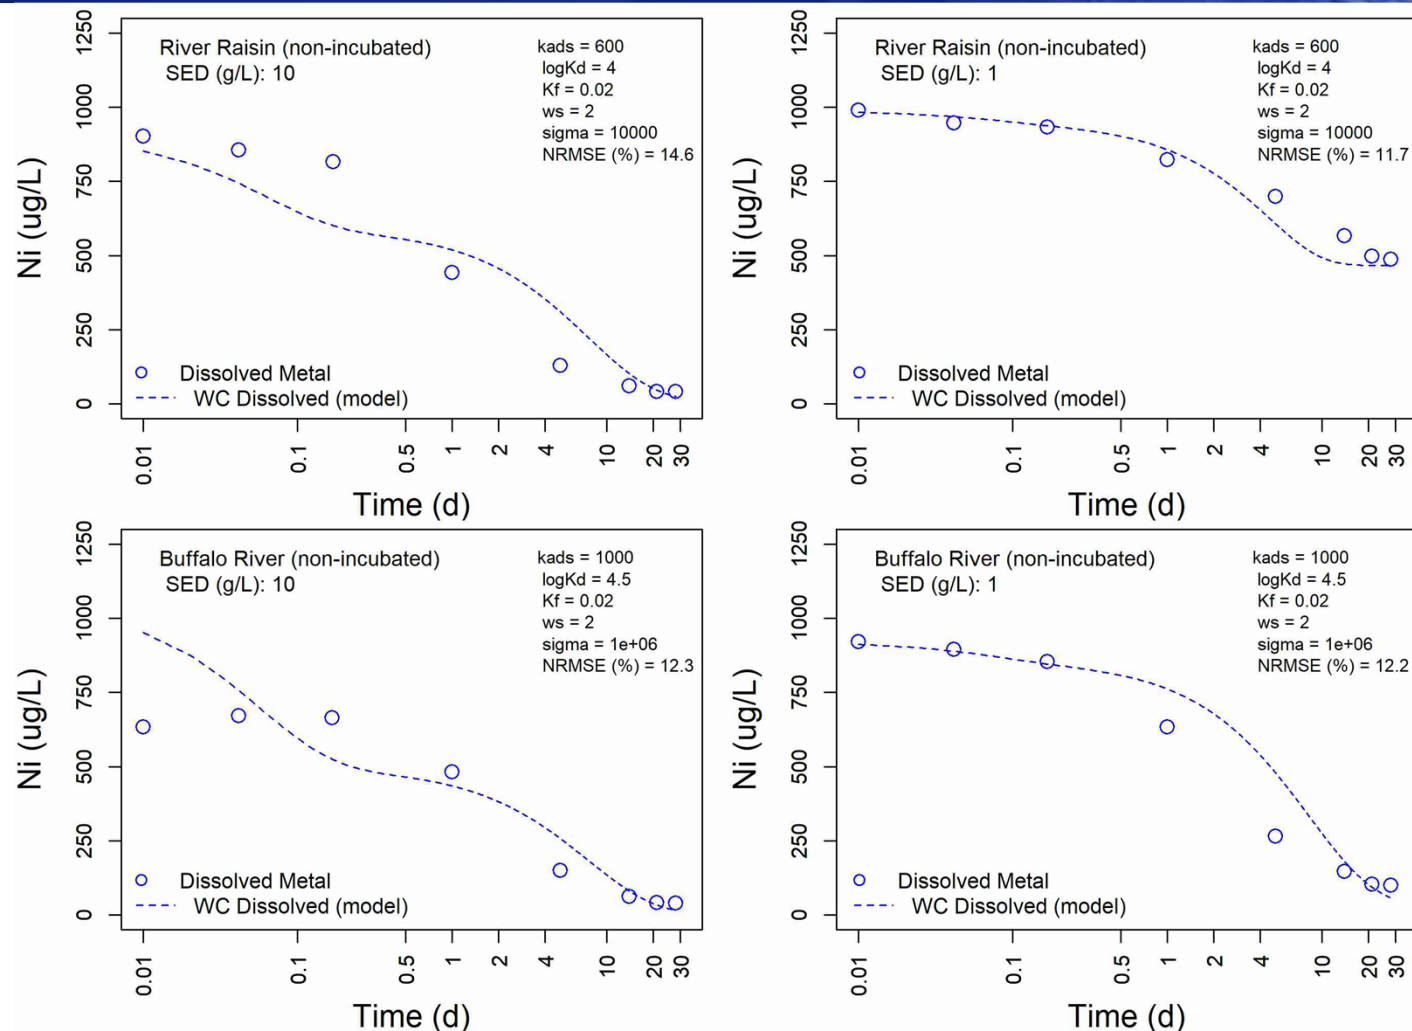 River Raisin (non-incubated)
SED (g/L): 10
kads = 600
logKd = 4
Kf = 0.02
ws = 2
sigma = 10000
NRMSE (%) = 14.6
Ni (ug/L)
1250
1000
750
500
250
0
Dissolved Metal
WC Dissolved (model)
0.01
0.1
0.5
1
2
4
10
20
30
Time (d)
River Raisin (non-incubated)
SED (g/L): 1
kads = 600
logKd = 4
Kf = 0.02
ws = 2
sigma = 10000
NRMSE (%) = 11.7
Ni (ug/L)
1250
1000
750
500
250
0
Dissolved Metal
WC Dissolved (model)
0.01
0.1
0.5
1
2
4
10
20
30
Time (d)
Buffalo River (non-incubated)
SED (g/L): 10
kads = 1000
logKd = 4.5
Kf = 0.02
ws = 2
sigma = 1e+06
NRMSE (%) = 12.3
Ni (ug/L)
1250
1000
750
500
250
0
Dissolved Metal
WC Dissolved (model)
0.01
0.1
0.5
1
2
4
10
20
30
Time (d)
Buffalo River (non-incubated)
SED (g/L): 1
kads = 1000
logKd = 4.5
Kf = 0.02
ws = 2
sigma = 1e+06
NRMSE (%) = 12.2
Ni (ug/L)
1250
1000
750
500
250
0
Dissolved Metal
WC Dissolved (model)
0.01
0.1
0.5
1
2
4
10
20
30
Time (d)